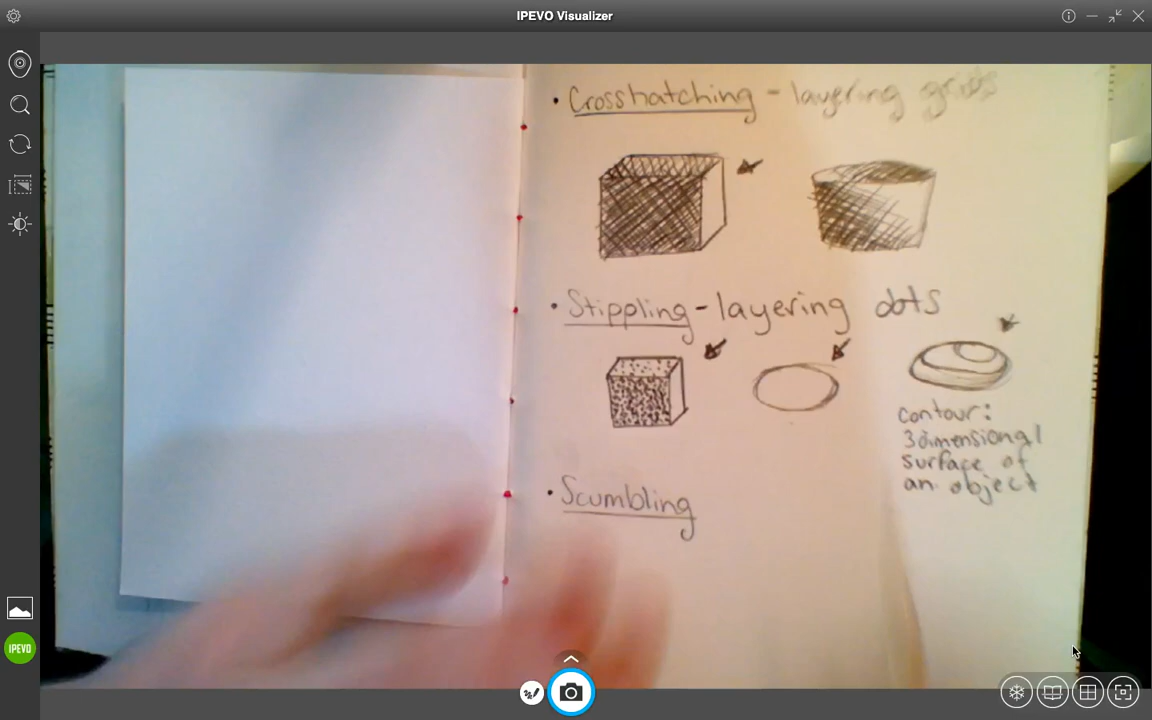 IPEVO Visualizer
• Crosshatching - layering grids
• Stippling - layering dots
contour:
3dimensional
surface of
an object
• Scumbling
IPEVO